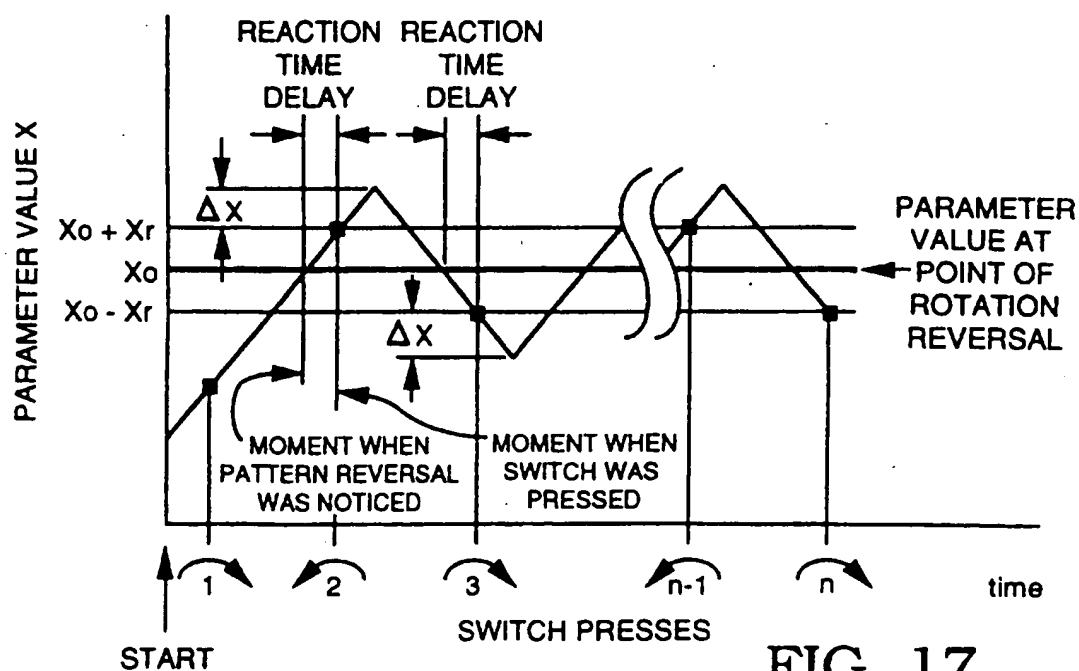 REACTION TIME DELAY
REACTION TIME DELAY
PARAMETER VALUE X
Δ X
Xo + Xr
Xo
Xo - Xr
Δ X
PARAMETER
VALUE AT
POINT OF
ROTATION
REVERSAL
MOMENT WHEN
PATTERN REVERSAL
WAS NOTICED
MOMENT WHEN
SWITCH WAS
PRESSED
1 2 3 n-1 n time
SWITCH PRESSES
START
FIG. 17